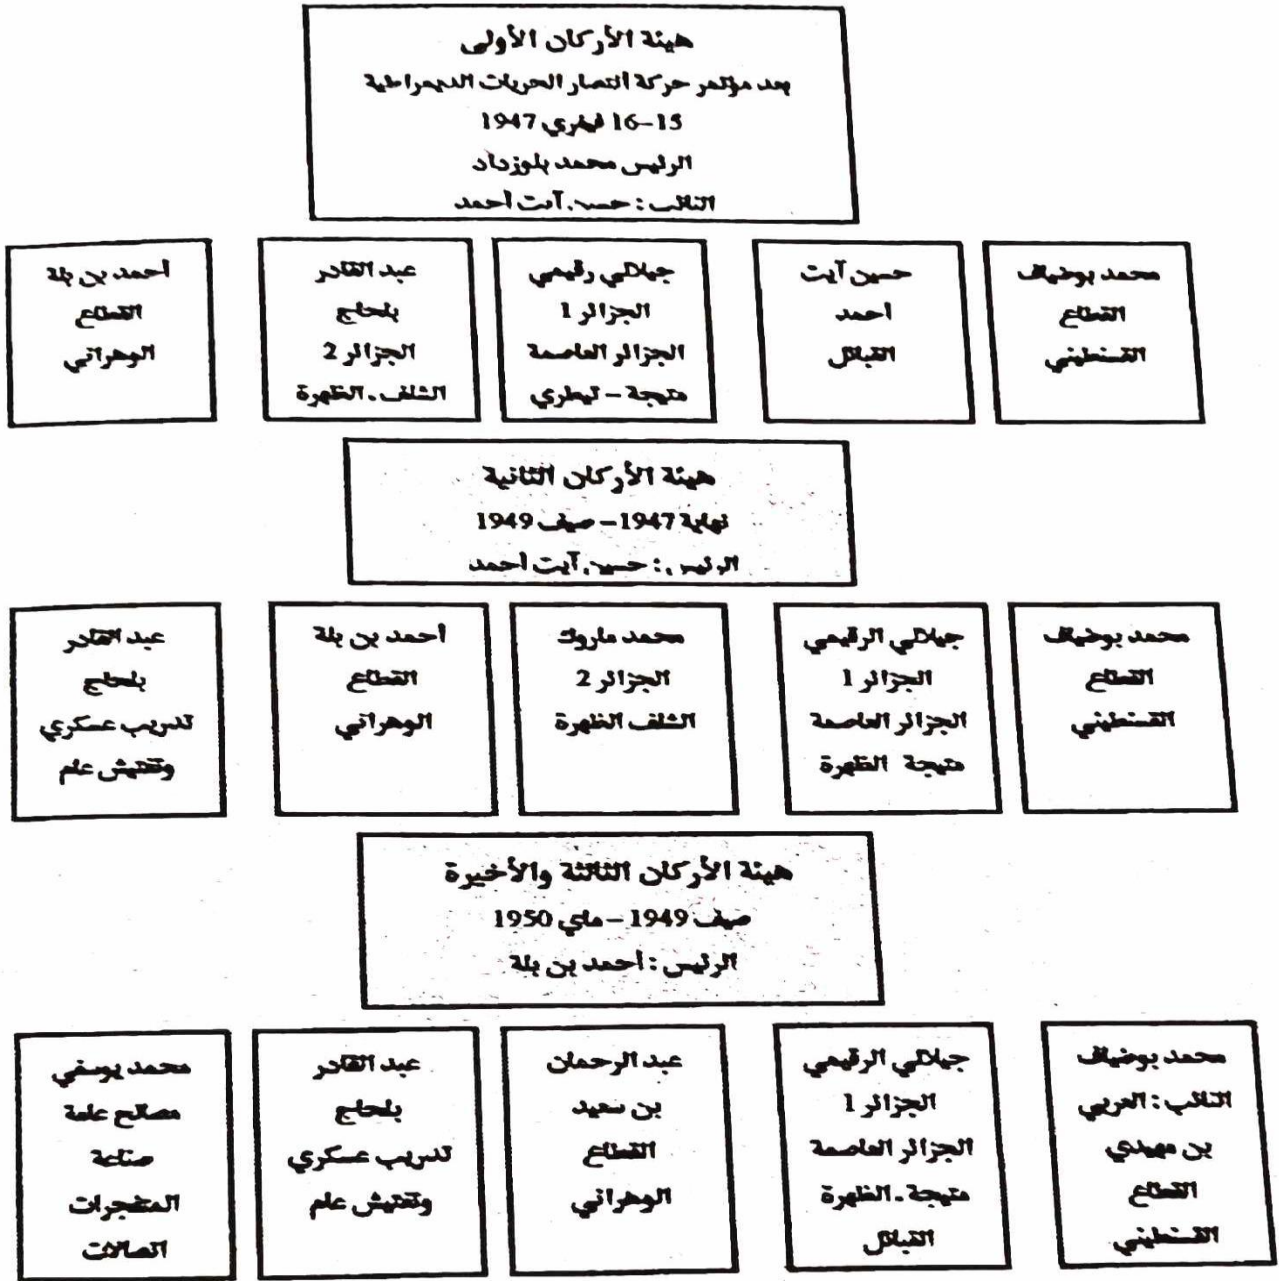 هيئة الأركان الأولى
بعد مؤتمر حركة انتصار الحريات الديمراطية
15–16 فيفري 1947
الرئيس محمد بلوزداد
النائب : حسين آيت أحمد
محمد بوضياف
القطاع
القسنطيني
حسين آيت
أحمد
القبائل
جيلالي رقيمي
الجزائر 1
الجزائر العاصمة
متيجة – تيطري
عبد القادر
بلحاج
الجزائر 2
الشلف . الظهرة
أحمد بن بلة
القطاع
الوهراني
هيئة الأركان الثانية
نهاية 1947 – صيف 1949
الرئيس : حسين آيت أحمد
محمد بوضياف
القطاع
القسنطيني
جيلالي الرقيمي
الجزائر 1
الجزائر العاصمة
متيجة الظهرة
محمد ماروك
الجزائر 2
الشلف الظهرة
أحمد بن بلة
القطاع
الوهراني
عبد القادر
بلحاج
تدريب عسكري
وتفتيش عام
هيئة الأركان الثالثة والأخيرة
صيف 1949 – ماي 1950
الرئيس : أحمد بن بلة
محمد بوضياف
النائب : العربي
بن مهيدي
القطاع
القسنطيني
جيلالي الرقيمي
الجزائر 1
الجزائر العاصمة
متيجة . الظهرة
القبائل
عبد الرحمان
بن سعيد
القطاع
الوهراني
عبد القادر
بلحاج
تدريب عسكري
وتفتيش عام
محمد يوسفي
مصالح عامة
صناعة
المتفجرات
اتصالات